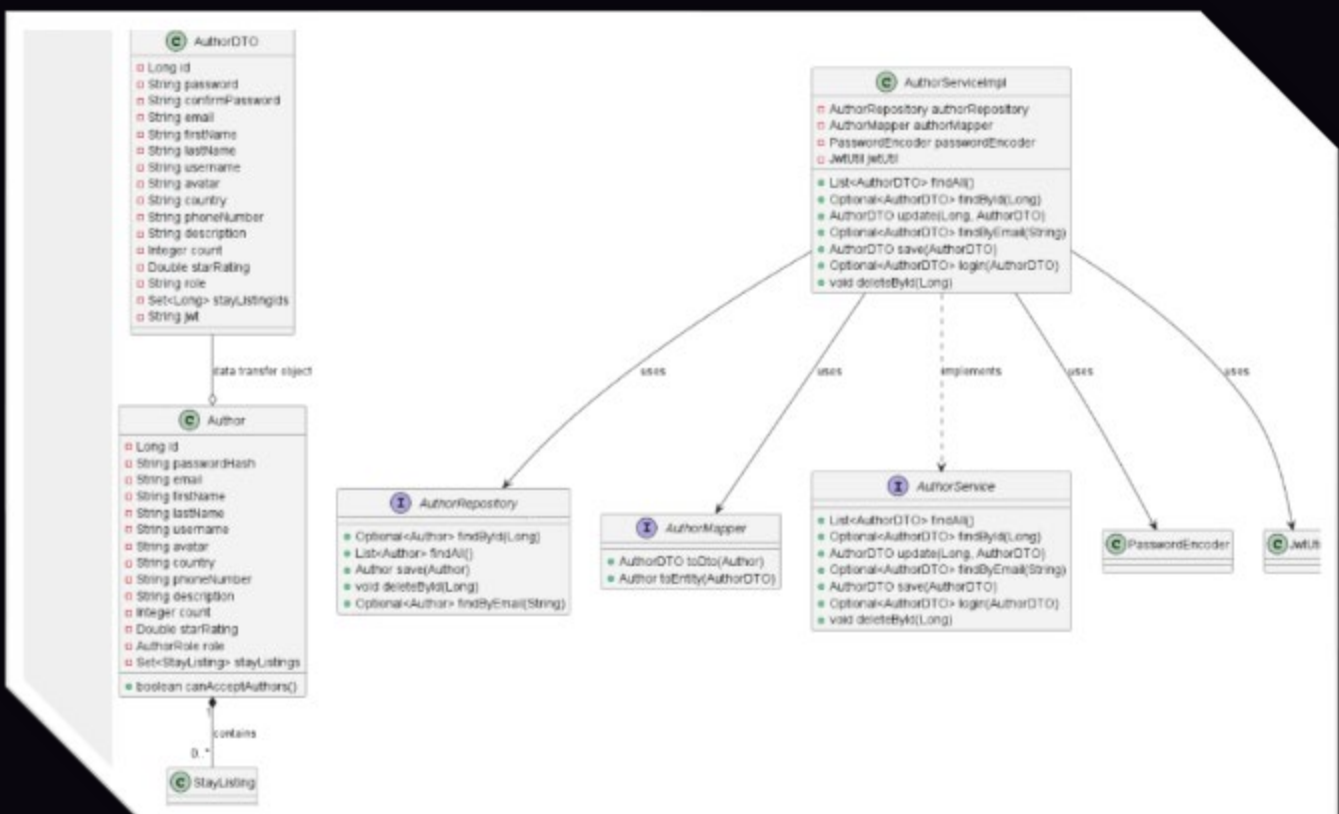 C AuthorDTO
Long id
String password
String confirmPassword
String email
String firstName
String lastName
String username
String avatar
String country
String phoneNumber
String description
Integer count
Double starRating
String role
Set<Long> stayListingIds
String jwt
data transfer object
C Author
Long id
String passwordHash
String email
String firstName
String lastName
String username
String avatar
String country
String phoneNumber
String description
Integer count
Double starRating
AuthorRole role
Set<StayListing> stayListings
boolean canAcceptAuthors()
1
contains
0..*
C StayListing
C AuthorServiceImpl
AuthorRepository authorRepository
AuthorMapper authorMapper
PasswordEncoder passwordEncoder
JwtUtil jwtUtil
List<AuthorDTO> findAll()
Optional<AuthorDTO> findById(Long)
AuthorDTO update(Long, AuthorDTO)
Optional<AuthorDTO> findByEmail(String)
AuthorDTO save(AuthorDTO)
Optional<AuthorDTO> login(AuthorDTO)
void deleteById(Long)
uses
uses
implements
uses
uses
I AuthorRepository
Optional<Author> findById(Long)
List<Author> findAll()
Author save(Author)
void deleteById(Long)
Optional<Author> findByEmail(String)
I AuthorMapper
AuthorDTO toDto(Author)
Author toEntity(AuthorDTO)
I AuthorService
List<AuthorDTO> findAll()
Optional<AuthorDTO> findById(Long)
AuthorDTO update(Long, AuthorDTO)
Optional<AuthorDTO> findByEmail(String)
AuthorDTO save(AuthorDTO)
Optional<AuthorDTO> login(AuthorDTO)
void deleteById(Long)
C PasswordEncoder
C JwtUti